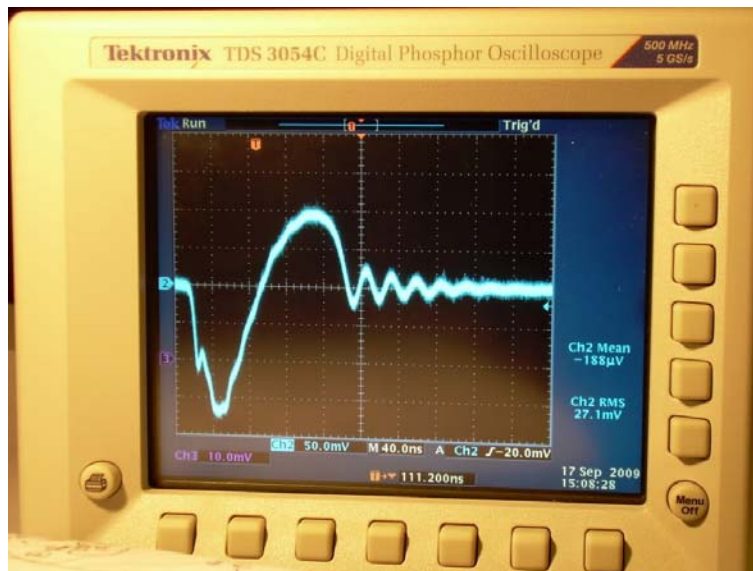 Tektronix TDS 3054C Digital Phosphor Oscilloscope 500 MHz
5 GS/s
Tek Run Trig'd
T
T
2
3
Ch2 Mean
-188µV
Ch2 RMS
27.1mV
Ch2 50.0mV M 40.0ns A Ch2 ʃ -20.0mV
Ch3 10.0mV
T→▼ 111.200ns
17 Sep 2009
15:08:28
Menu
Off